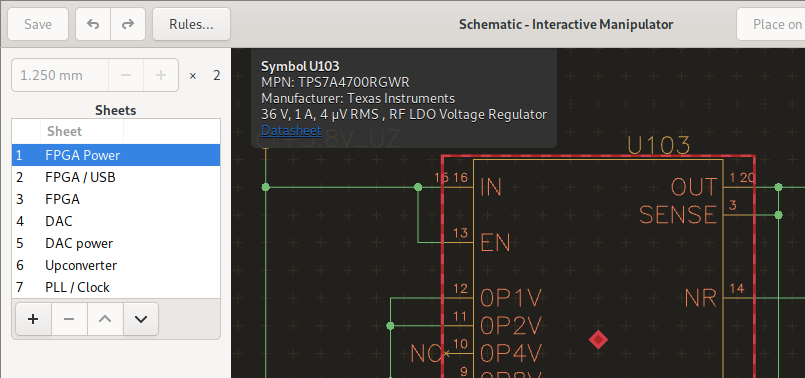 Save
Rules...
Schematic - Interactive Manipulator
Place on
1.250 mm
× 2
Sheets
Sheet
1 FPGA Power
2 FPGA / USB
3 FPGA
4 DAC
5 DAC power
6 Upconverter
7 PLL / Clock
Symbol U103
MPN: TPS7A4700RGWR
Manufacturer: Texas Instruments
36 V, 1 A, 4 µV RMS , RF LDO Voltage Regulator
Datasheet
U103
15 16 IN
OUT 1 20
SENSE 3
13 EN
12 0P1V
NR 14
11 0P2V
NC 10 0P4V
9 0P8V